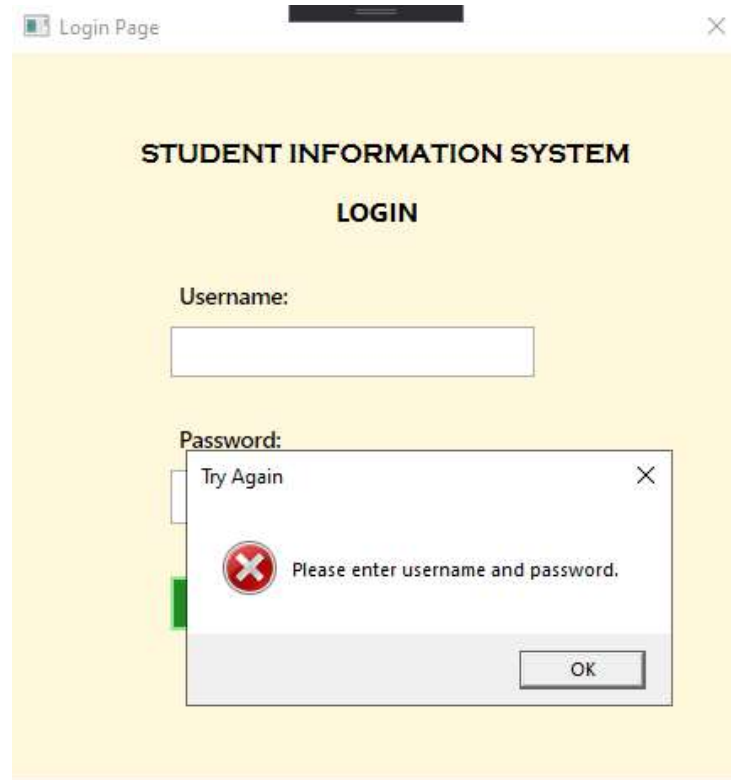 Login Page
STUDENT INFORMATION SYSTEM
LOGIN
Username:
Password:
Try Again
Please enter username and password.
OK